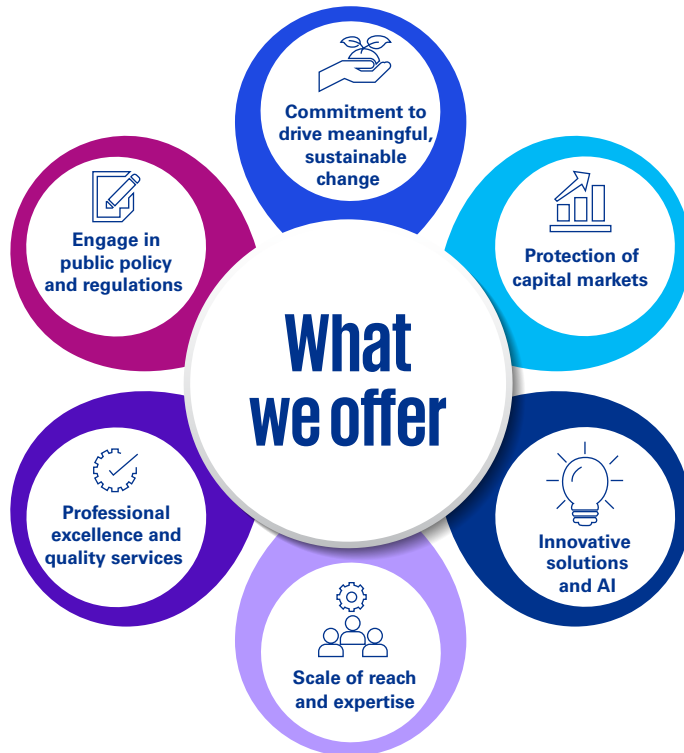 Commitment to
drive meaningful,
sustainable
change
Engage in
public policy
and regulations
Protection of
capital markets
What
we offer
Professional
excellence and
quality services
Innovative
solutions
and AI
Scale of reach
and expertise